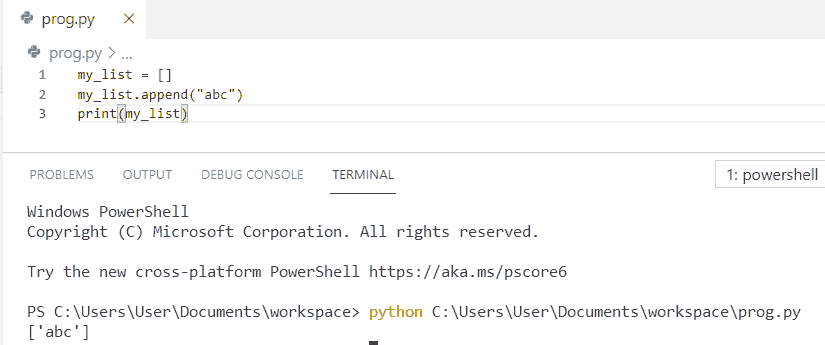 prog.py ×
prog.py > ...
1 my_list = []
2 my_list.append("abc")
3 print(my_list)
PROBLEMS OUTPUT DEBUG CONSOLE TERMINAL 1: powershell
Windows PowerShell
Copyright (C) Microsoft Corporation. All rights reserved.
Try the new cross-platform PowerShell https://aka.ms/pscore6
PS C:\Users\User\Documents\workspace> python C:\Users\User\Documents\workspace\prog.py
['abc']